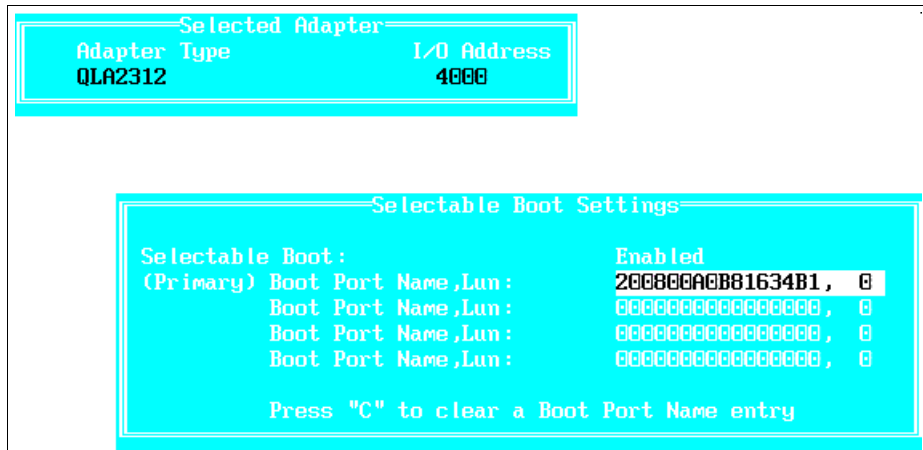 Selected Adapter
Adapter Type I/O Address
QLA2312 4000
Selectable Boot Settings
Selectable Boot: Enabled
(Primary) Boot Port Name,Lun: 200800A0B81634B1, 0
Boot Port Name,Lun: 0000000000000000, 0
Boot Port Name,Lun: 0000000000000000, 0
Boot Port Name,Lun: 0000000000000000, 0
Press "C" to clear a Boot Port Name entry